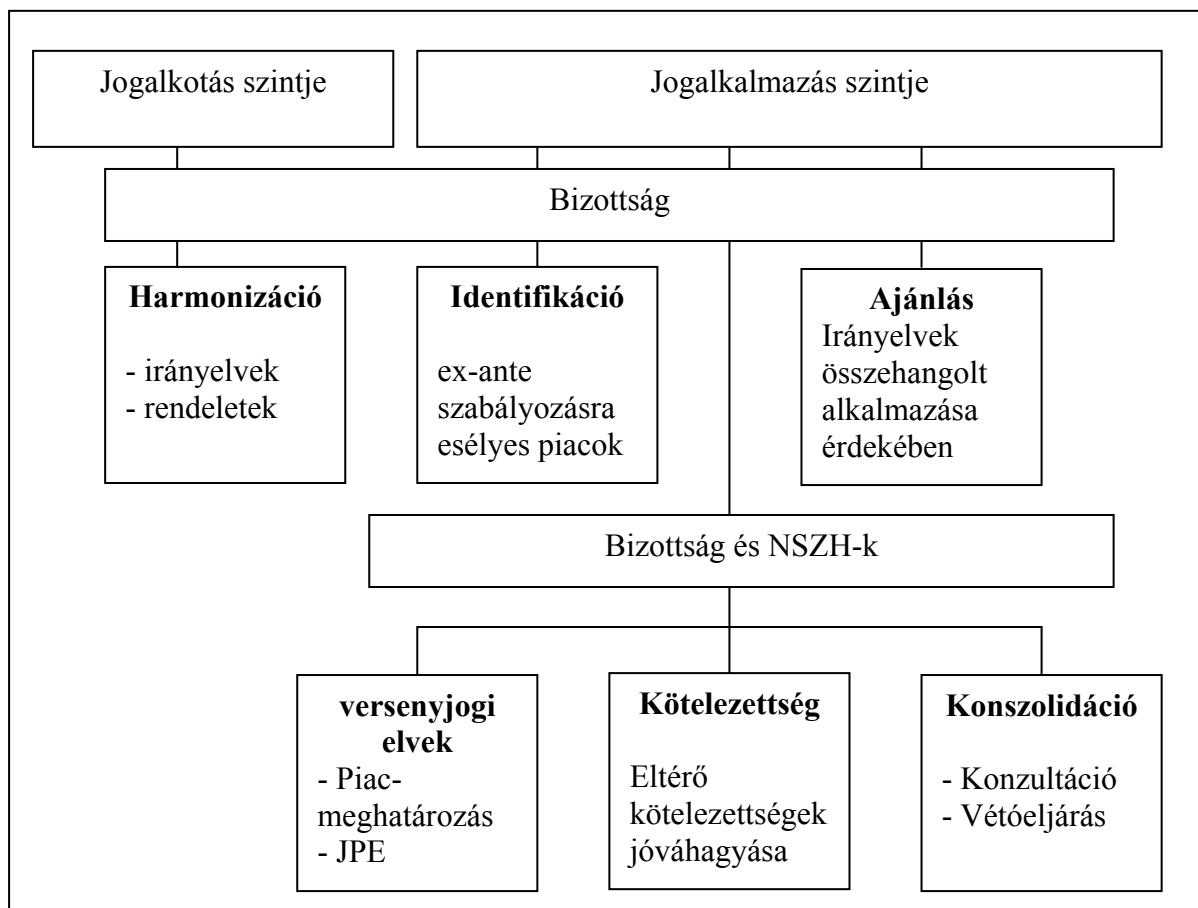 Jogalkotás szintje
Jogalkalmazás szintje
Bizottság
Harmonizáció
- irányelvek
- rendeletek
Identifikáció
ex-ante
szabályozásra
esélyes piacok
Ajánlás
Irányelvek
összehangolt
alkalmazása
érdekében
Bizottság és NSZH-k
versenyjogi
elvek
- Piac-
meghatározás
- JPE
Kötelezettség
Eltérő
kötelezettségek
jóváhagyása
Konszolidáció
- Konzultáció
- Vétóeljárás